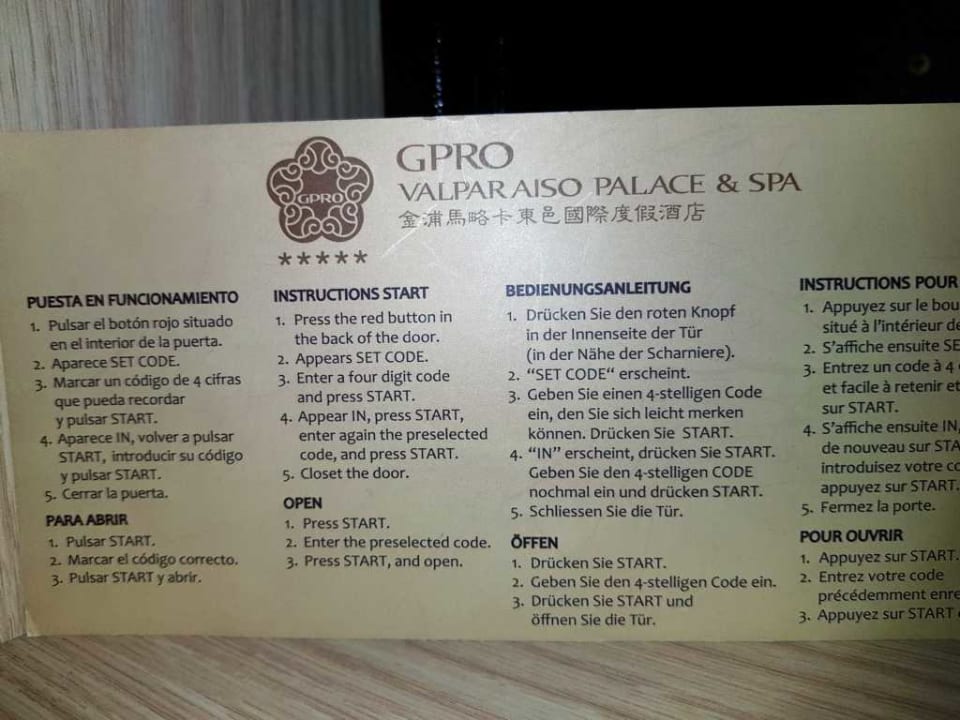 GPRO
GPRO
VALPARAISO PALACE & SPA
金浦馬略卡東邑國際度假酒店
*****
PUESTA EN FUNCIONAMIENTO
1. Pulsar el botón rojo situado
en el interior de la puerta.
2. Aparece SET CODE.
3. Marcar un código de 4 cifras
que pueda recordar
y pulsar START.
4. Aparece IN, volver a pulsar
START, introducir su código
y pulsar START.
5. Cerrar la puerta.
PARA ABRIR
1. Pulsar START.
2. Marcar el código correcto.
3. Pulsar START y abrir.
INSTRUCTIONS START
1. Press the red button in
the back of the door.
2. Appears SET CODE.
3. Enter a four digit code
and press START.
4. Appear IN, press START,
enter again the preselected
code, and press START.
5. Closet the door.
OPEN
1. Press START.
2. Enter the preselected code.
3. Press START, and open.
BEDIENUNGSANLEITUNG
1. Drücken Sie den roten Knopf
in der Innenseite der Tür
(in der Nähe der Scharniere).
2. “SET CODE“ erscheint.
3. Geben Sie einen 4-stelligen Code
ein, den Sie sich leicht merken
können. Drücken Sie START.
4. “IN” erscheint, drücken Sie START.
Geben Sie den 4-stelligen CODE
nochmal ein und drücken START.
5. Schliessen Sie die Tür.
ÖFFEN
1. Drücken Sie START.
2. Geben Sie den 4-stelligen Code ein.
3. Drücken Sie START und
öffnen Sie die Tür.
INSTRUCTIONS POUR
1. Appuyez sur le bou
situé à l’intérieur de
2. S’affiche ensuite SE
3. Entrez un code à 4
et facile à retenir et
sur START.
4. S’affiche ensuite IN,
de nouveau sur STA
introduisez votre co
appuyez sur START.
5. Fermez la porte.
POUR OUVRIR
1. Appuyez sur START.
2. Entrez votre code
précédemment enre
3. Appuyez sur START